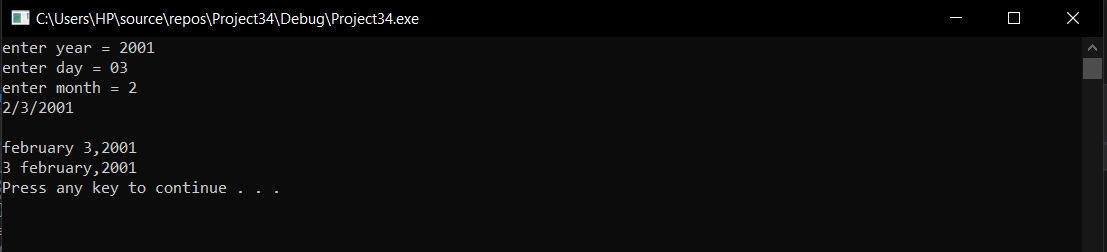 C:\Users\HP\source\repos\Project34\Debug\Project34.exe
enter year = 2001
enter day = 03
enter month = 2
2/3/2001
february 3,2001
3 february,2001
Press any key to continue . . .